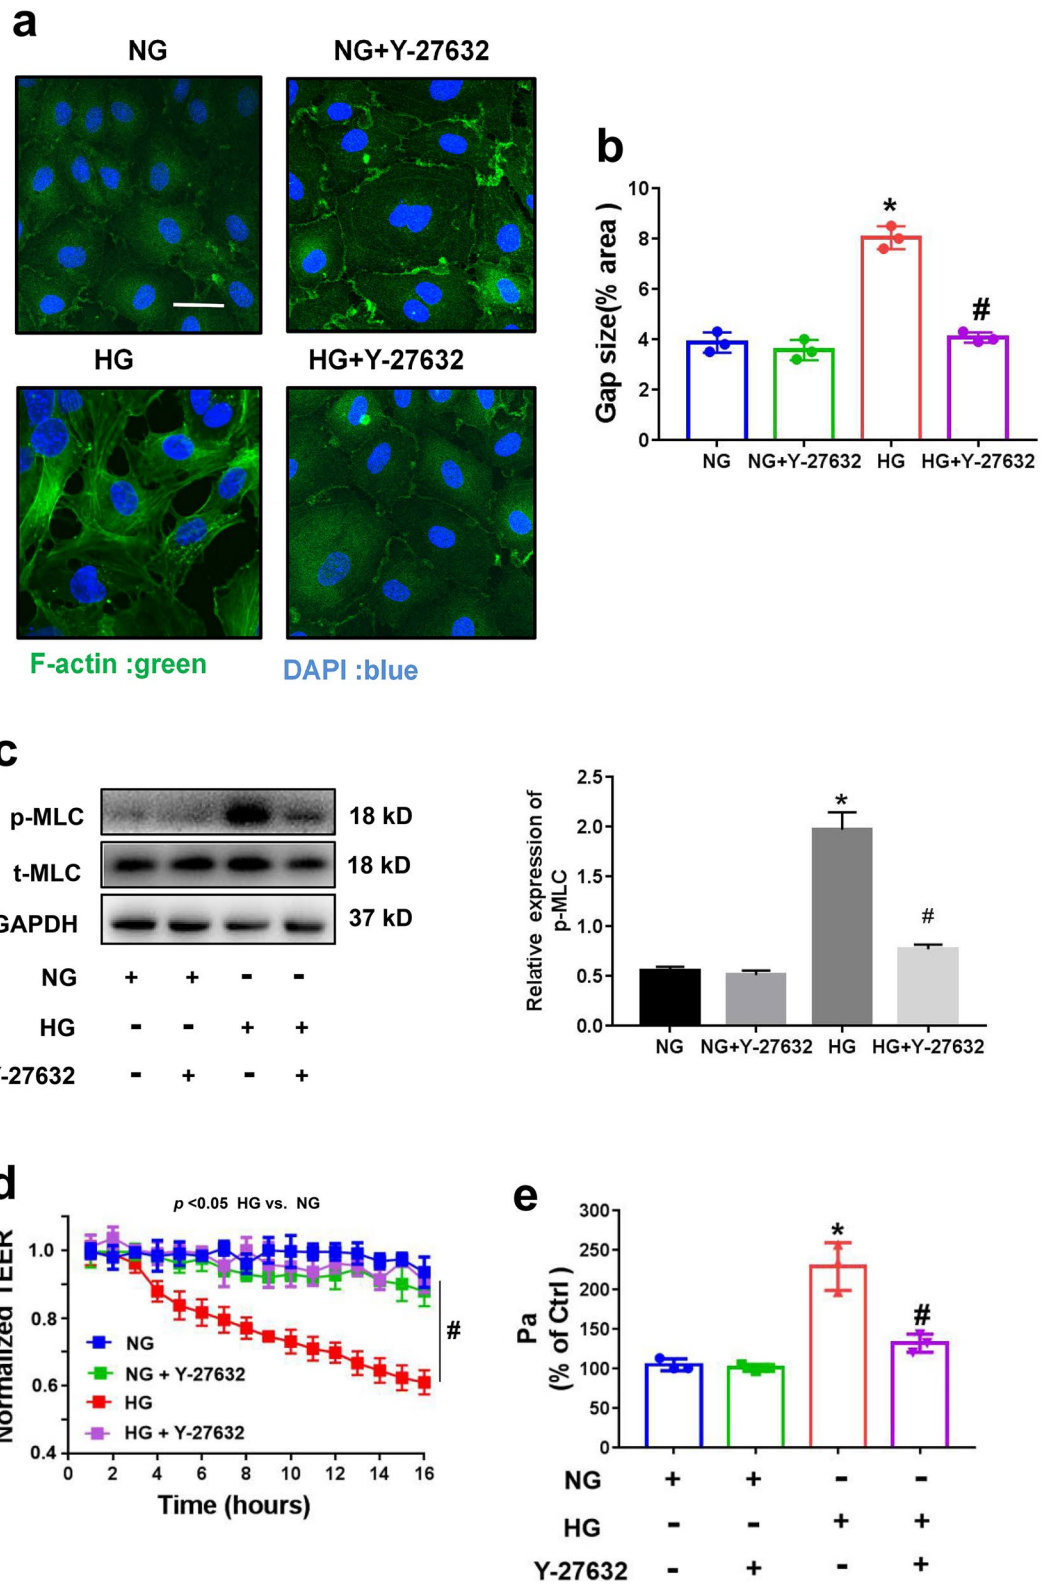 a
NG
NG+Y-27632
HG
HG+Y-27632
F-actin :green
DAPI :blue
b
Gap size(% area )
10
8
6
4
2
0
*
#
NG NG+Y-27632 HG HG+Y-27632
c
p-MLC
18 kD
t-MLC
18 kD
GAPDH
37 kD
NG + + - -
HG - - + +
Y-27632 - + - +
Relative expression of
p-MLC
2.5
2.0
1.5
1.0
0.5
0.0
*
#
NG NG+Y-27632 HG HG+Y-27632
d
p <0.05 HG vs. NG
Normalized TEER
1.0
0.8
0.6
0.4
NG
NG + Y-27632
HG
HG + Y-27632
#
0 2 4 6 8 10 12 14 16
Time (hours)
e
Pa
(% of Ctrl )
300
250
200
150
100
50
0
*
#
NG + + - -
HG - - + +
Y-27632 - + - +